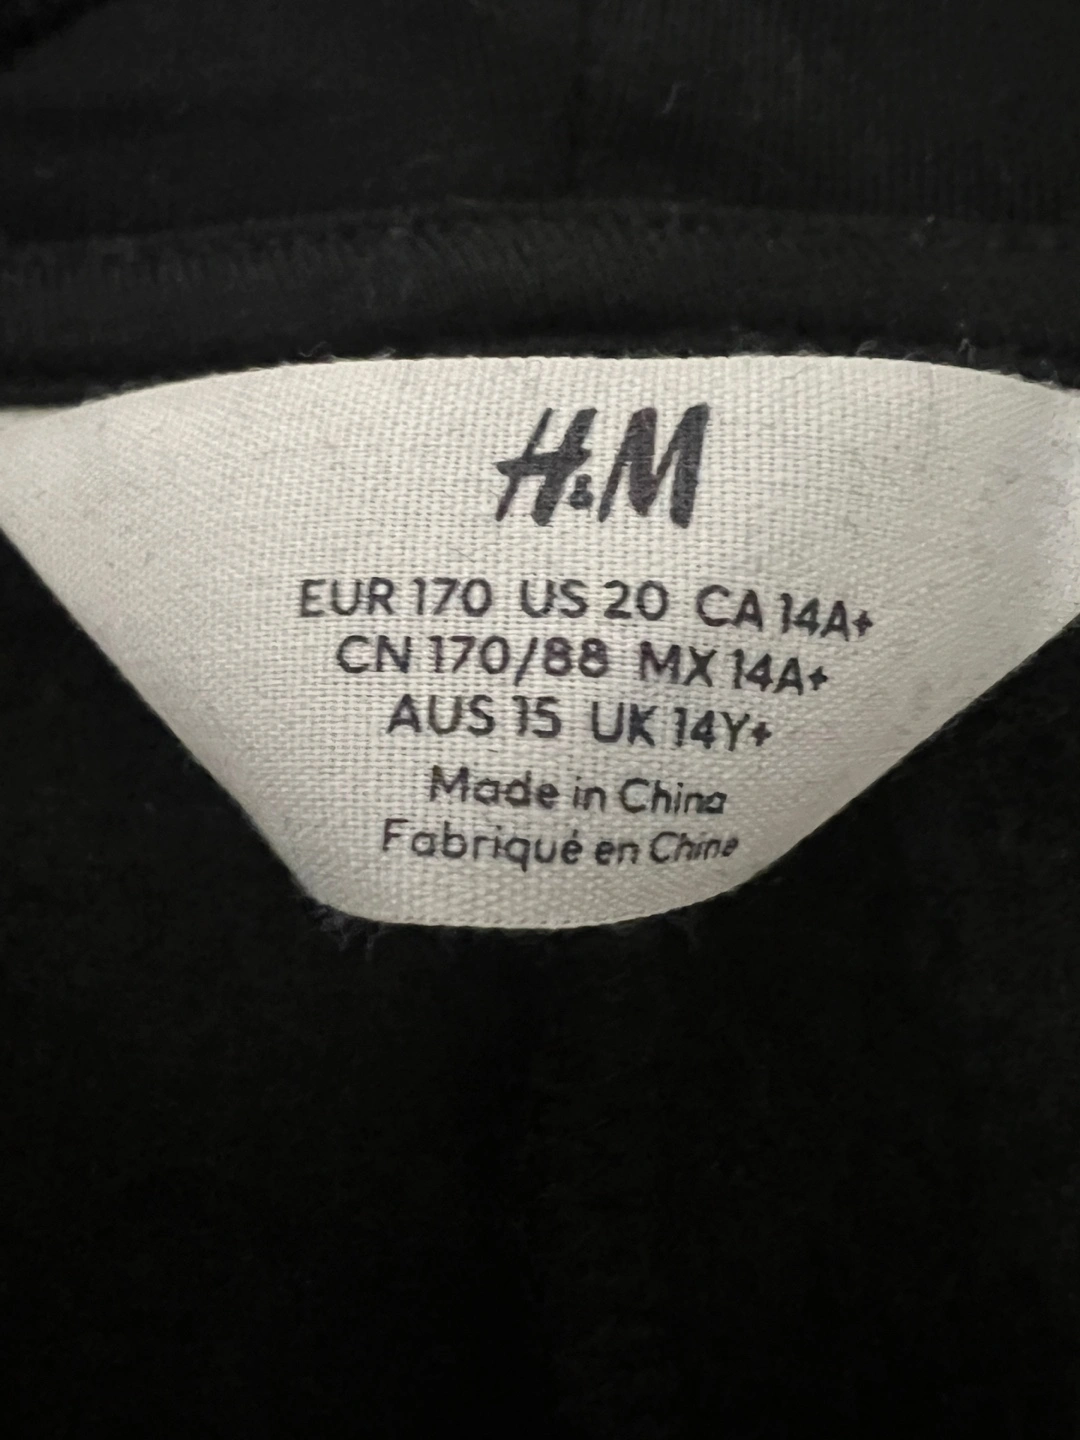 H&M
EUR 170 US 20 CA 14A+
CN 170/88 MX 14A+
AUS 15 UK 14Y+
Made in China
Fabriqué en Chine